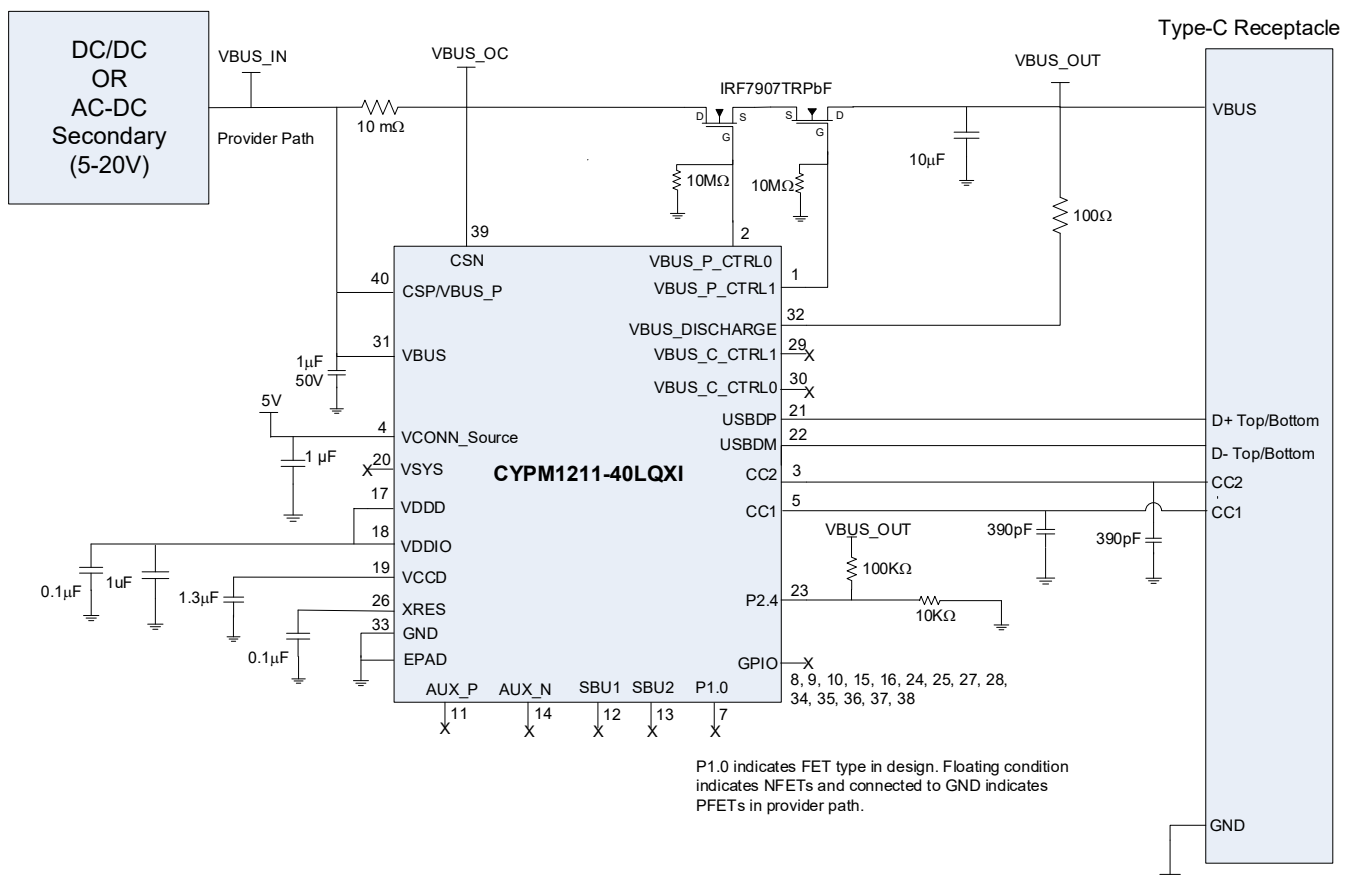 Type-C Receptacle
DC/DC
OR
AC-DC
Secondary
(5-20V)
VBUS_IN
VBUS_OC
VBUS_OUT
IRF7907TRPbF
D
S
G
S
D
G
VBUS
10 mΩ
Provider Path
10μF
10MΩ
10MΩ
100Ω
39
2
CSN
VBUS_P_CTRL0
1
40
CSP/VBUS_P
VBUS_P_CTRL1
32
VBUS_DISCHARGE
31
VBUS
29
VBUS_C_CTRL1
X
1μF
50V
30
VBUS_C_CTRL0
X
5V
21
USBDP
D+ Top/Bottom
4
VCONN_Source
22
USBDM
D- Top/Bottom
1 µF
X
20
VSYS
CYPM1211-40LQXI
3
CC2
CC2
17
VDDD
5
CC1
CC1
18
VDDIO
VBUS_OUT
390pF
390pF
0.1μF
1uF
19
VCCD
100KΩ
1.3μF
26
XRES
23
P2.4
10KΩ
33
GND
0.1μF
EPAD
GPIO
X
8, 9, 10, 15, 16, 24, 25, 27, 28,
34, 35, 36, 37, 38
AUX_P
AUX_N
SBU1
SBU2
P1.0
11
14
12
13
7
X
X
X
X
X
P1.0 indicates FET type in design. Floating condition
indicates NFETs and connected to GND indicates
PFETs in provider path.
GND